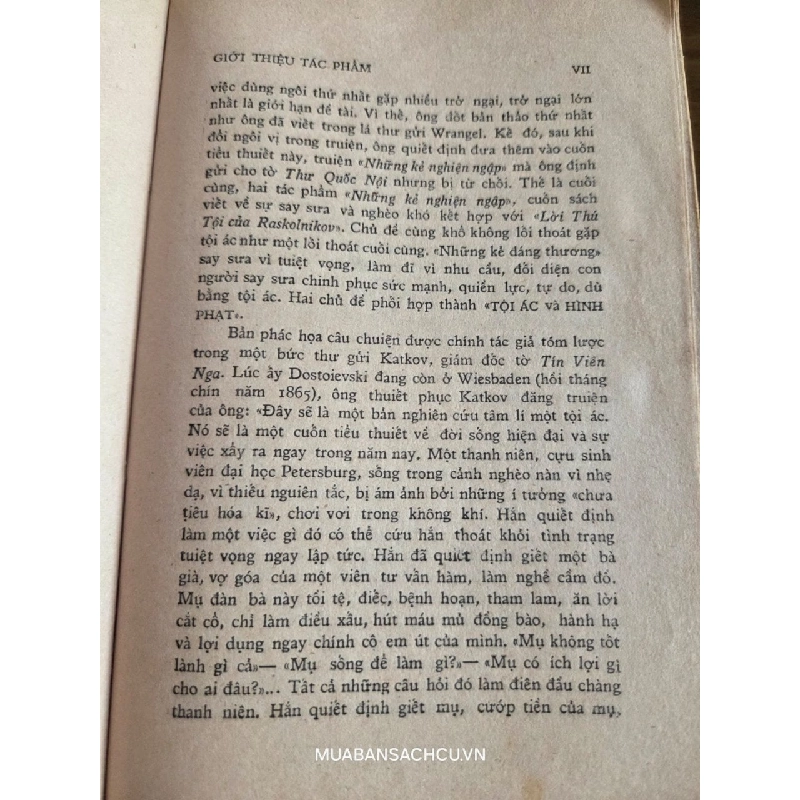 GIỚI THIỆU TÁC PHẨM VII
việc dùng ngôi thứ nhất gặp nhiều trở ngại, trở ngại lớn
nhất là giới hạn đề tài. Vì thế, ông đốt bản thảo thứ nhất
như ông đã viết trong lá thư gửi Wrangel. Kế đó, sau khi
đổi ngôi vị trong truyện, ông quiết định đưa thêm vào cuốn
tiểu thuiết này, truyện «Những kẻ nghiện ngập» mà ông định
gửi cho tờ Thư Quốc Nội nhưng bị từ chối. Thế là cuối
cùng, hai tác phẩm «Những kẻ nghiện ngập», cuốn sách
viết về sự say sưa và nghèo khó kết hợp với «Lời Thú
Tội của Raskolnikov». Chủ đề cùng khổ không lối thoát gặp
tội ác như một lối thoát cuối cùng. «Những kẻ đáng thương»
say sưa vì tuiệt vọng, làm đĩ vì nhu cầu, đối diện con
người say sưa chinh phục sức mạnh, quiền lực, tự do, dù
bằng tội ác. Hai chủ đề phối hợp thành «TỘI ÁC và HÌNH
PHẠT».
Bản phác họa câu chuiện được chính tác giả tóm lược
trong một bức thư gửi Katkov, giám đốc tờ Tín Viên
Nga. Lúc ấy Dostoievski đang còn ở Wiesbaden (hồi tháng
chín năm 1865), ông thuiết phục Katkov đăng truyện
của ông: «Đây sẽ là một bản nghiên cứu tâm lí một tội ác.
Nó sẽ là một cuốn tiểu thuiết về đời sống hiện đại và sự
việc xẩy ra ngay trong năm nay. Một thanh niên, cựu sinh
viên đại học Petersburg, sống trong cảnh nghèo nàn vì nhẹ
dạ, vì thiếu nguiên tắc, bị ám ảnh bởi những í tưởng «chưa
tiêu hóa kĩ», chơi vơi trong không khí. Hắn quiết định
làm một việc gì đó có thể cứu hắn thoát khỏi tình trạng
tuiệt vọng ngay lập tức. Hắn đã quiết định giết một bà
già, vợ góa của một viên tư vấn hàm, làm nghề cầm đồ.
Mụ đàn bà này tồi tệ, điếc, bệnh hoạn, tham lam, ăn lời
cắt cổ, chỉ làm điều xấu, hút máu mủ đồng bào, hành hạ
và lợi dụng ngay chính cô em út của mình. «Mụ không tốt
lành gì cả»— «Mụ sống để làm gì?»— «Mụ có ích lợi gì
cho ai đâu?»... Tất cả những câu hỏi đó làm điên đầu chàng
thanh niên. Hắn quiết định giết mụ, cướp tiền của mụ,
MUABANSACHCU.VN